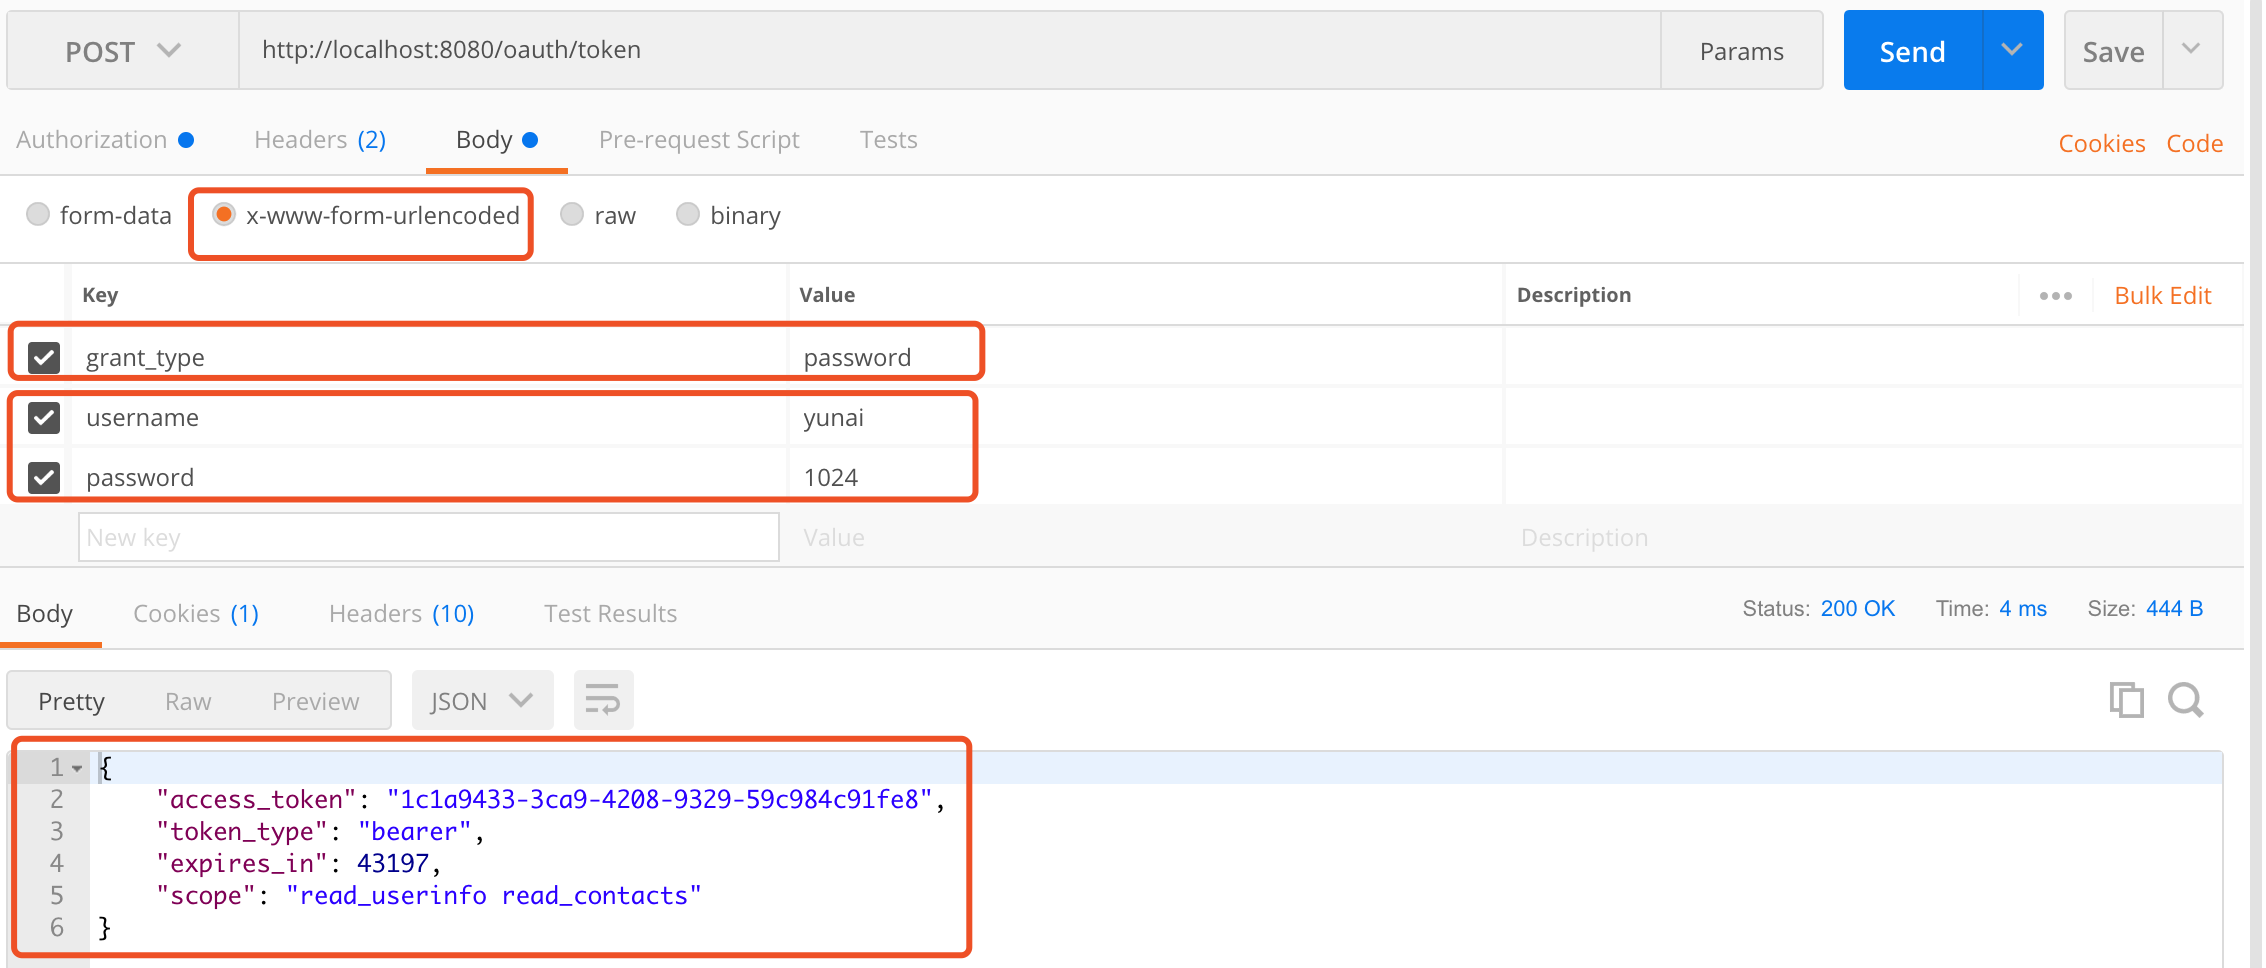 POST http://localhost:8080/oauth/token Params Send Save
Authorization Headers (2) Body Pre-request Script Tests Cookies Code
form-data x-www-form-urlencoded raw binary
Key Value Description Bulk Edit
grant_type password
username yunai
password 1024
New key Value Description
Body Cookies (1) Headers (10) Test Results Status: 200 OK Time: 4 ms Size: 444 B
Pretty Raw Preview JSON
1 {
2 "access_token": "1c1a9433-3ca9-4208-9329-59c984c91fe8",
3 "token_type": "bearer",
4 "expires_in": 43197,
5 "scope": "read_userinfo read_contacts"
6 }